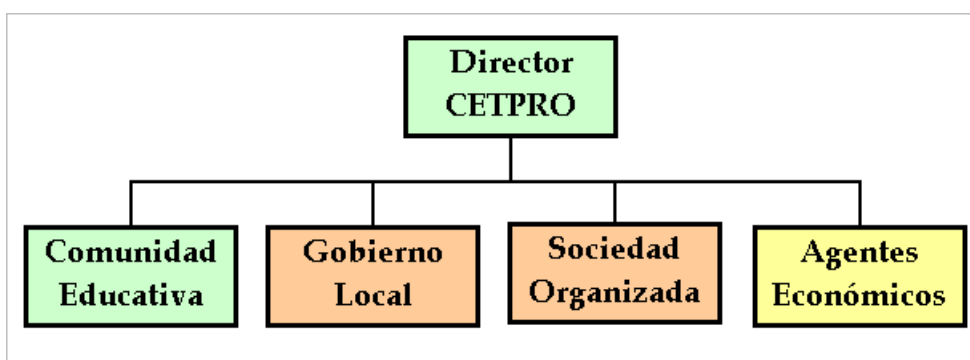 Director
CETPRO
Comunidad
Educativa
Gobierno
Local
Sociedad
Organizada
Agentes
Económicos